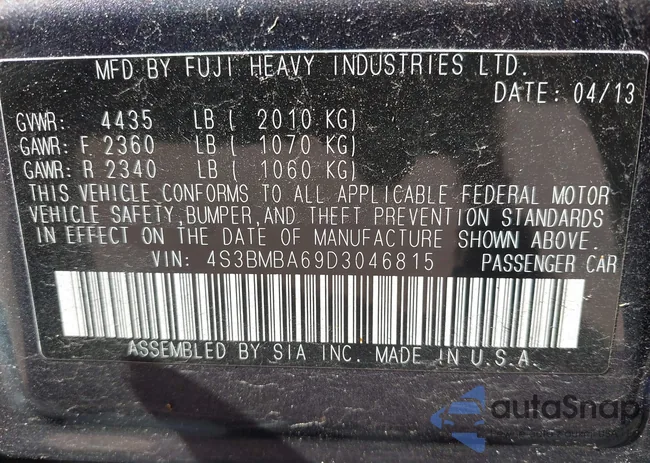 MFD BY FUJI HEAVY INDUSTRIES LTD.
DATE: 04/13
GVWR: 4435 LB ( 2010 KG)
GAWR: F 2360 LB ( 1070 KG)
GAWR: R 2340 LB ( 1060 KG)
THIS VEHICLE CONFORMS TO ALL APPLICABLE FEDERAL MOTOR
VEHICLE SAFETY,BUMPER,AND THEFT PREVENTION STANDARDS
IN EFFECT ON THE DATE OF MANUFACTURE SHOWN ABOVE.
VIN: 4S3BMBA69D3046815 PASSENGER CAR
ASSEMBLED BY SIA INC. MADE IN U.S.A.
autaSnap